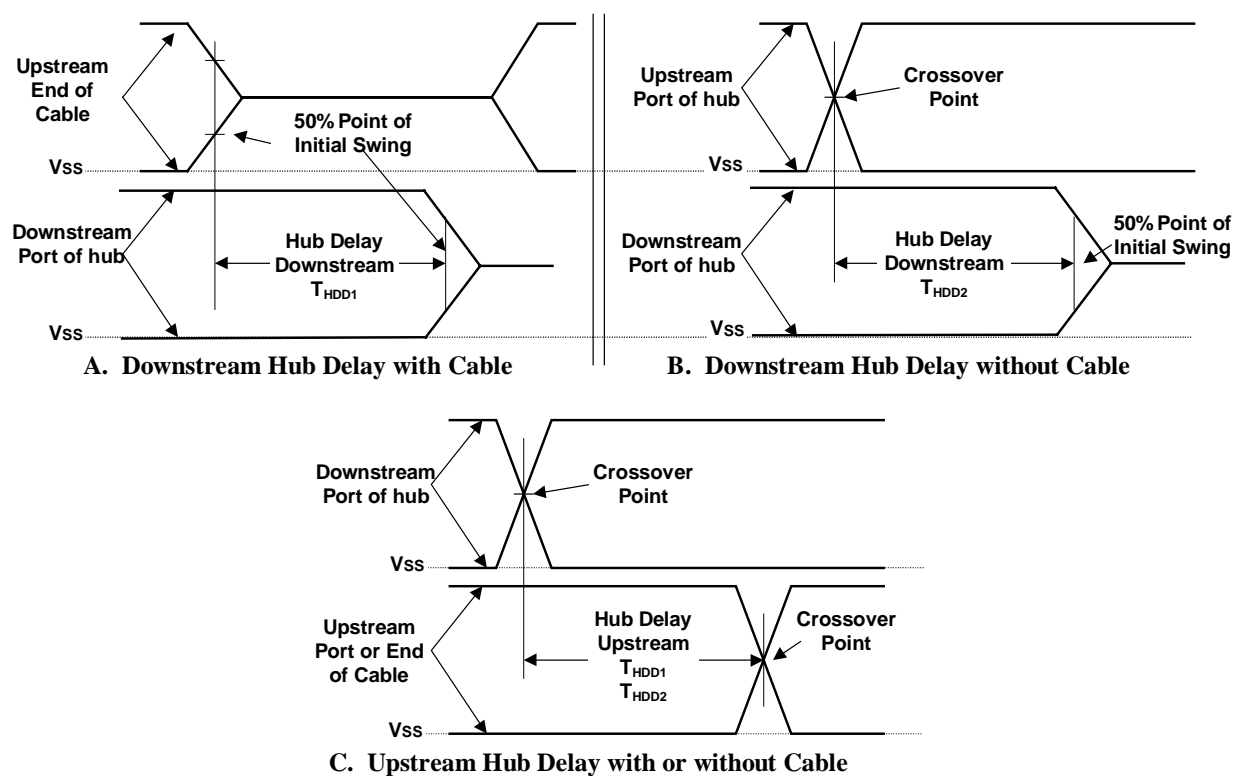 Upstream
End of
Cable
50% Point of
Initial Swing
VSS
Downstream
Port of hub
Hub Delay
Downstream
THDD1
VSS
A. Downstream Hub Delay with Cable
Upstream
Port of hub
Crossover
Point
VSS
Downstream
Port of hub
Hub Delay
Downstream
THDD2
50% Point of
Initial Swing
VSS
B. Downstream Hub Delay without Cable
Downstream
Port of hub
Crossover
Point
VSS
Upstream
Port or End
of Cable
Hub Delay
Upstream
THDD1
THDD2
Crossover
Point
VSS
C. Upstream Hub Delay with or without Cable